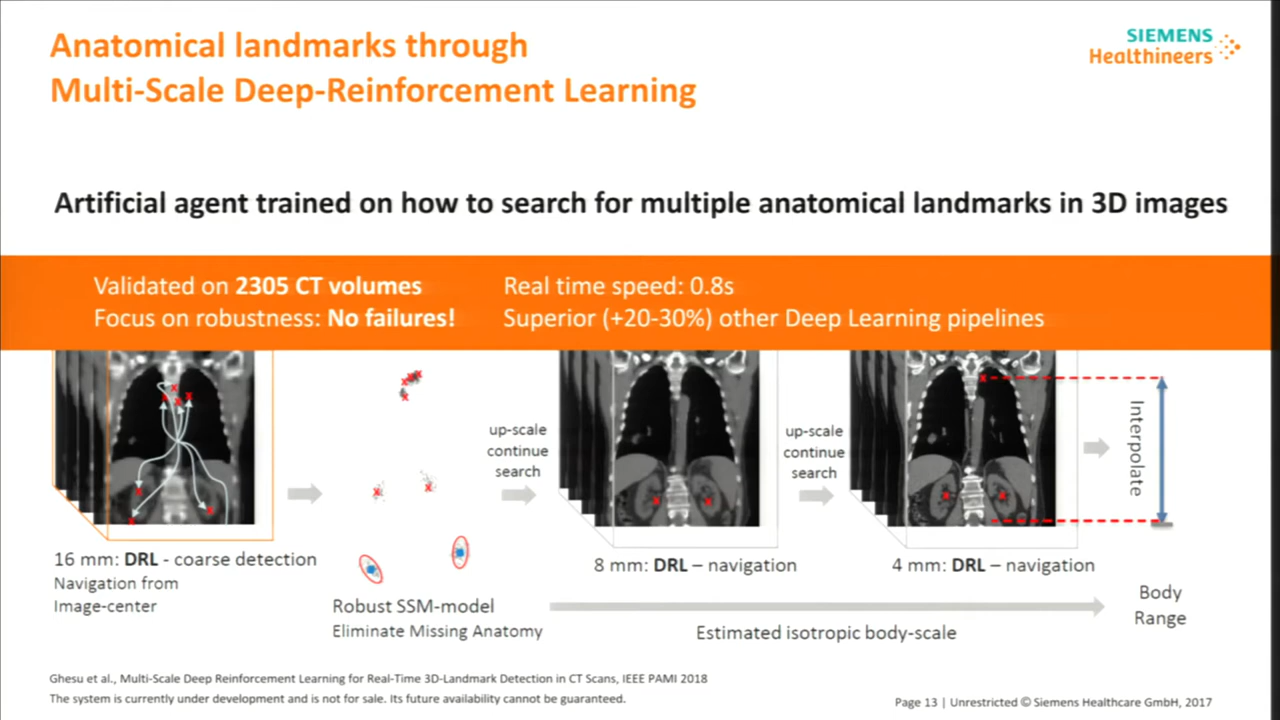 Anatomical landmarks through
Multi-Scale Deep-Reinforcement Learning
SIEMENS
Healthineers
Artificial agent trained on how to search for multiple anatomical landmarks in 3D images
Validated on 2305 CT volumes
Focus on robustness: No failures!
Real time speed: 0.8s
Superior (+20-30%) other Deep Learning pipelines
16 mm: DRL - coarse detection
Navigation from
Image-center
Robust SSM-model
Eliminate Missing Anatomy
up-scale
continue
search
8 mm: DRL – navigation
up-scale
continue
search
4 mm: DRL – navigation
Interpolate
Estimated isotropic body-scale
Body
Range
Ghesu et al., Multi-Scale Deep Reinforcement Learning for Real-Time 3D-Landmark Detection in CT Scans, IEEE PAMI 2018
The system is currently under development and is not for sale. Its future availability cannot be guaranteed.
Page 13 | Unrestricted © Siemens Healthcare GmbH, 2017